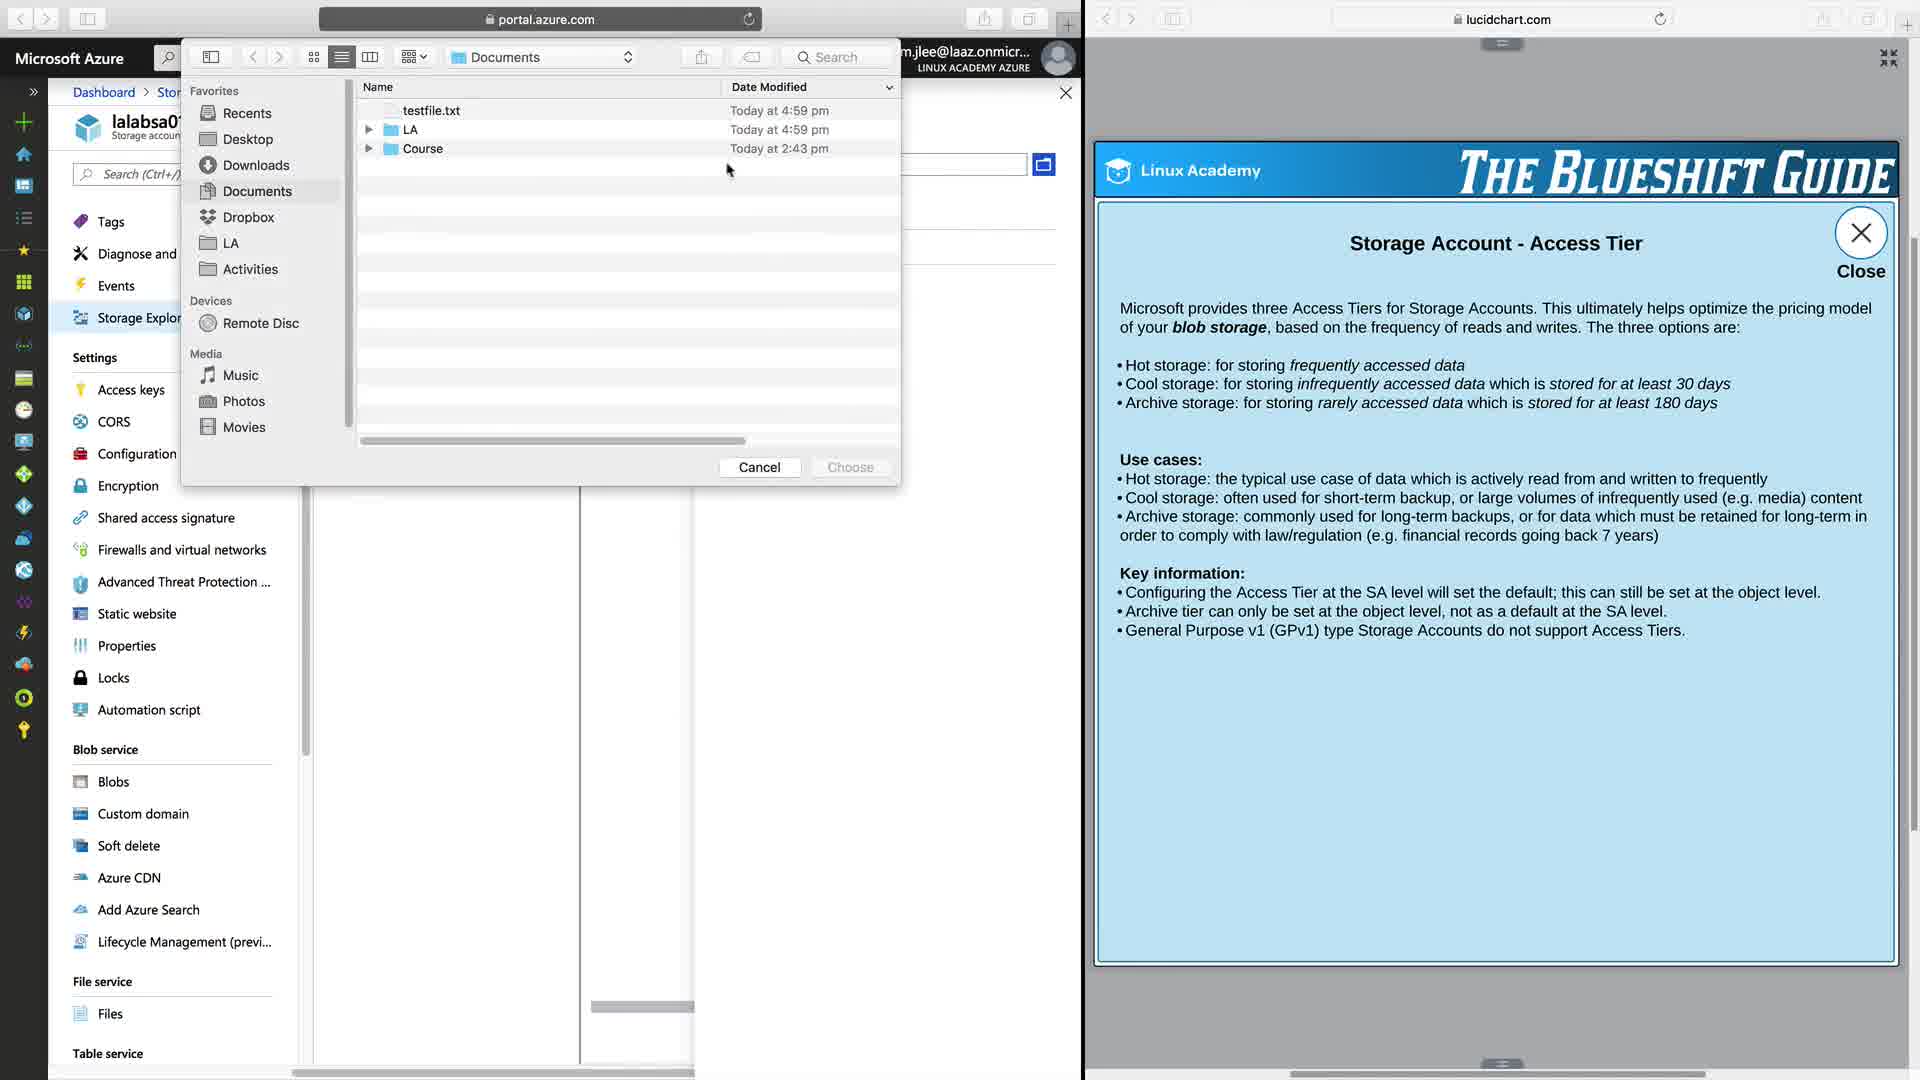 portal.azure.com
Microsoft Azure
m.jlee@laaz.onmicr...
LINUX ACADEMY AZURE
Dashboard > Stor
lalabsa01
Storage accoun
Search (Ctrl+/)
Tags
Diagnose and
Events
Storage Explor
Settings
Access keys
CORS
Configuration
Encryption
Shared access signature
Firewalls and virtual networks
Advanced Threat Protection ...
Static website
Properties
Locks
Automation script
Blob service
Blobs
Custom domain
Soft delete
Azure CDN
Add Azure Search
Lifecycle Management (previ...
File service
Files
Table service
Documents
Search
Favorites
Recents
Desktop
Downloads
Documents
Dropbox
LA
Activities
Devices
Remote Disc
Media
Music
Photos
Movies
Name Date Modified
testfile.txt Today at 4:59 pm
LA Today at 4:59 pm
Course Today at 2:43 pm
Cancel Choose
lucidchart.com
Linux Academy
THE BLUESHIFT GUIDE
Storage Account - Access Tier
Close
Microsoft provides three Access Tiers for Storage Accounts. This ultimately helps optimize the pricing model
of your blob storage, based on the frequency of reads and writes. The three options are:
• Hot storage: for storing frequently accessed data
• Cool storage: for storing infrequently accessed data which is stored for at least 30 days
• Archive storage: for storing rarely accessed data which is stored for at least 180 days
Use cases:
• Hot storage: the typical use case of data which is actively read from and written to frequently
• Cool storage: often used for short-term backup, or large volumes of infrequently used (e.g. media) content
• Archive storage: commonly used for long-term backups, or for data which must be retained for long-term in
order to comply with law/regulation (e.g. financial records going back 7 years)
Key information:
• Configuring the Access Tier at the SA level will set the default; this can still be set at the object level.
• Archive tier can only be set at the object level, not as a default at the SA level.
• General Purpose v1 (GPv1) type Storage Accounts do not support Access Tiers.